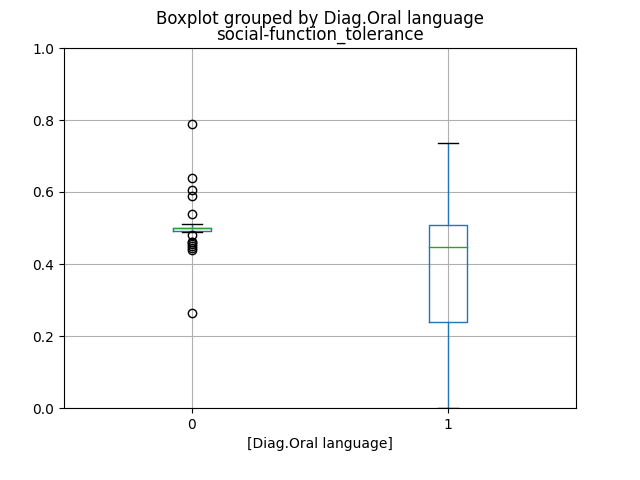 Boxplot grouped by Diag.Oral language
social-function_tolerance
1.0
0.8
0.6
0.4
0.2
0.0
0 1
[Diag.Oral language]